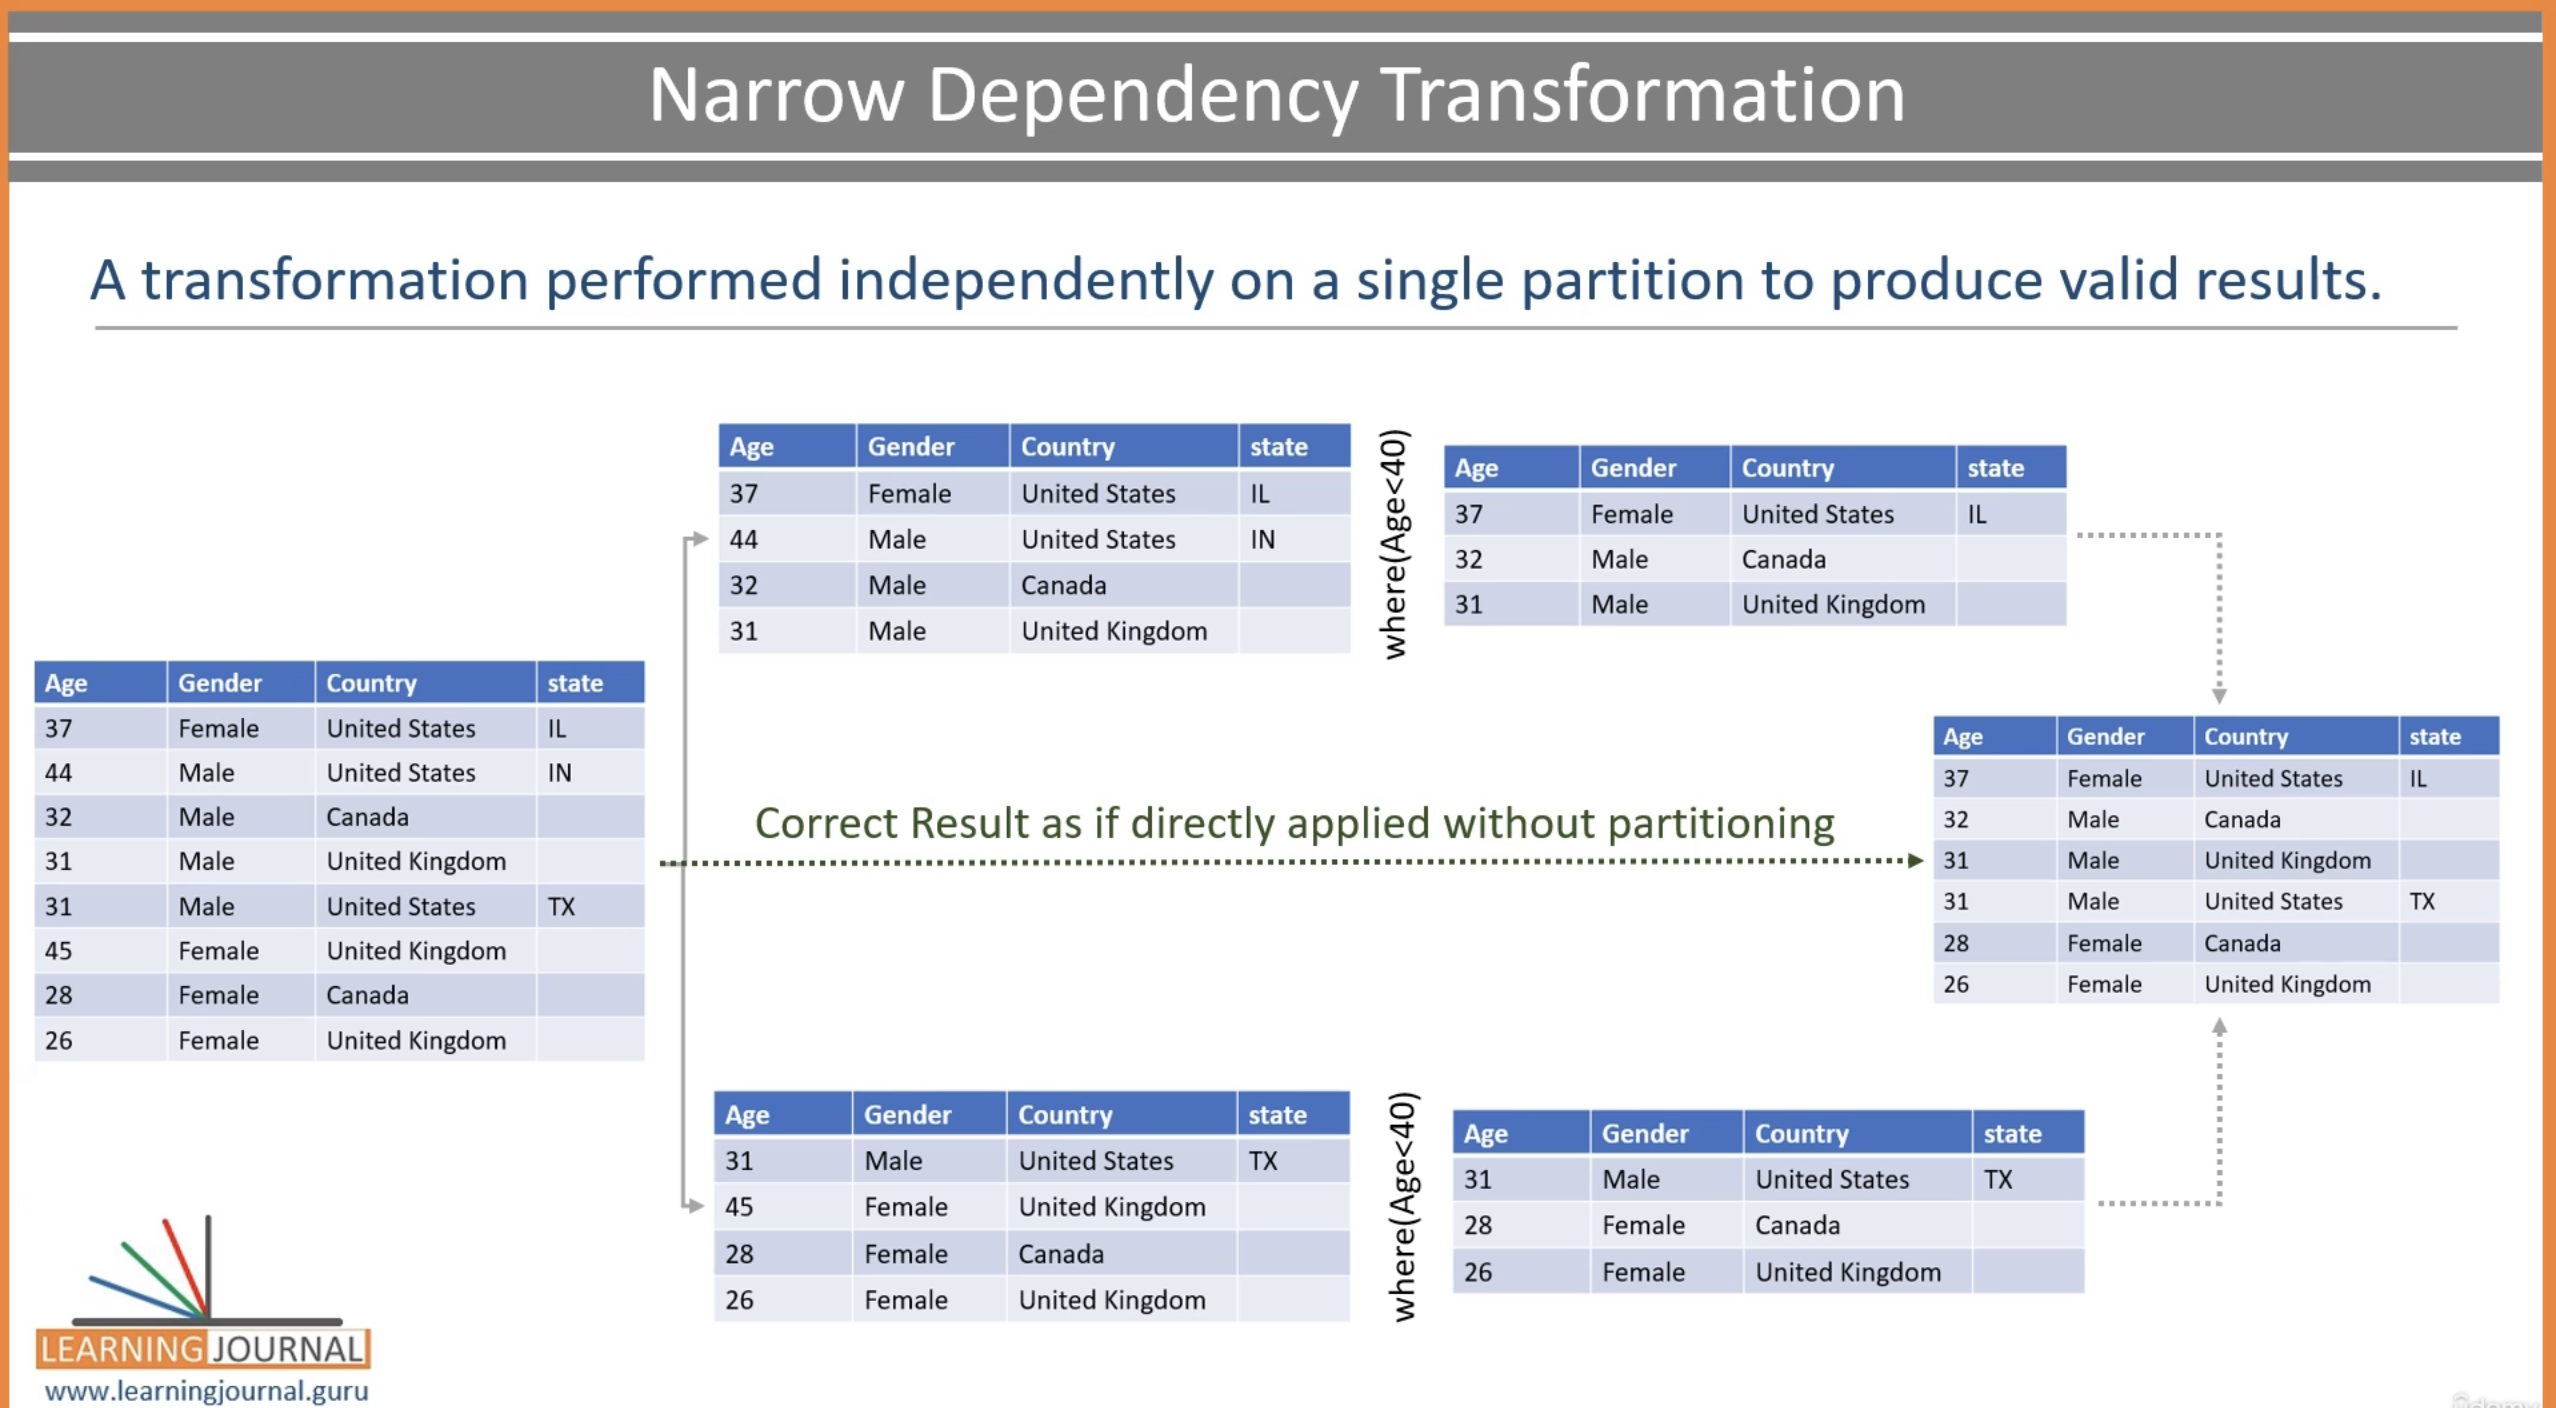 Narrow Dependency Transformation
A transformation performed independently on a single partition to produce valid results.
Age Gender Country state
37 Female United States IL
44 Male United States IN
32 Male Canada
31 Male United Kingdom
where(Age<40)
Age Gender Country state
37 Female United States IL
32 Male Canada
31 Male United Kingdom
Age Gender Country state
37 Female United States IL
44 Male United States IN
32 Male Canada
31 Male United Kingdom
31 Male United States TX
45 Female United Kingdom
28 Female Canada
26 Female United Kingdom
Correct Result as if directly applied without partitioning
Age Gender Country state
37 Female United States IL
32 Male Canada
31 Male United Kingdom
31 Male United States TX
28 Female Canada
26 Female United Kingdom
Age Gender Country state
31 Male United States TX
45 Female United Kingdom
28 Female Canada
26 Female United Kingdom
where(Age<40)
Age Gender Country state
31 Male United States TX
28 Female Canada
26 Female United Kingdom
LEARNING JOURNAL
www.learningjournal.guru